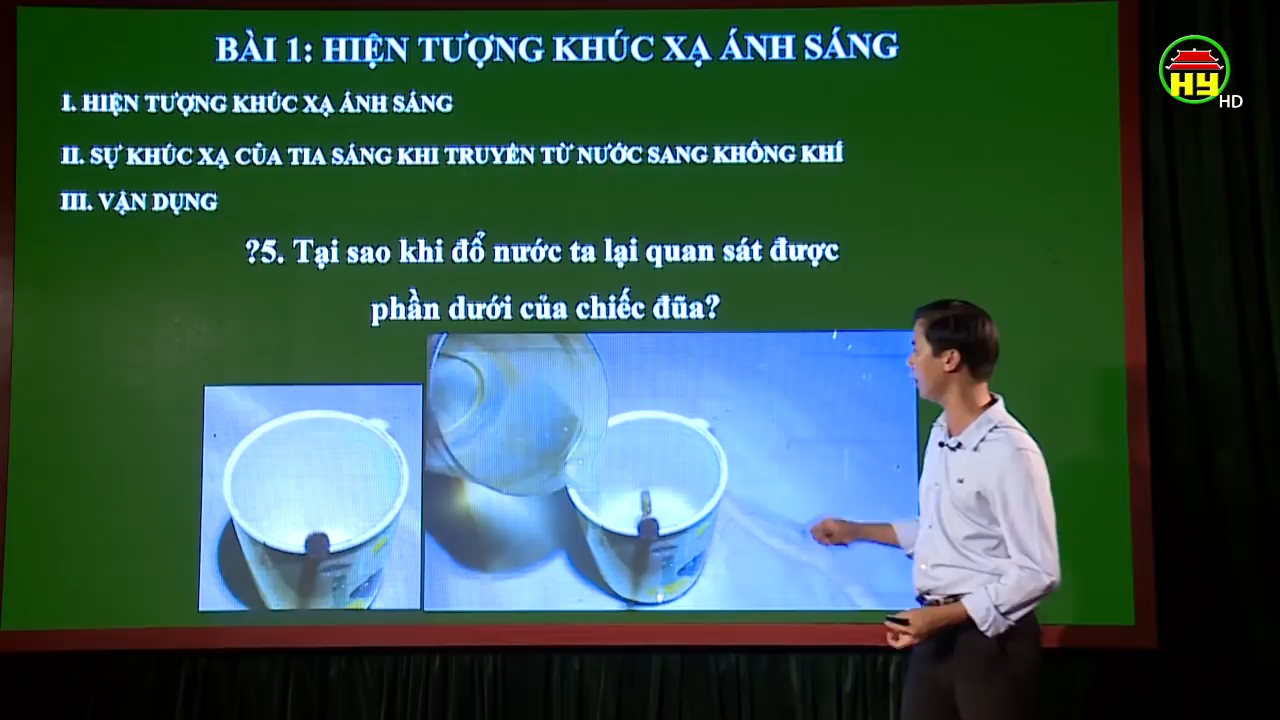 BÀI 1: HIỆN TƯỢNG KHÚC XẠ ÁNH SÁNG
I. HIỆN TƯỢNG KHÚC XẠ ÁNH SÁNG
II. SỰ KHÚC XẠ CỦA TIA SÁNG KHI TRUYỀN TỪ NƯỚC SANG KHÔNG KHÍ
III. VẬN DỤNG
?5. Tại sao khi đổ nước ta lại quan sát được
phần dưới của chiếc đũa?
HY
HD